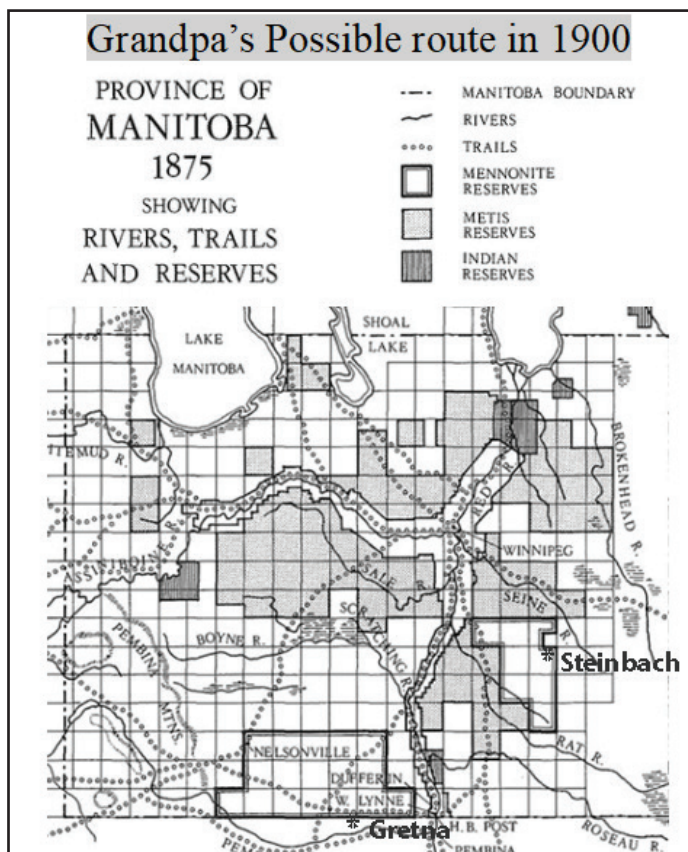 Grandpa's Possible route in 1900
PROVINCE OF
MANITOBA
1875
SHOWING
RIVERS, TRAILS
AND RESERVES
MANITOBA BOUNDARY
RIVERS
TRAILS
MENNONITE
RESERVES
METIS
RESERVES
INDIAN
RESERVES
SHOAL
LAKE
LAKE
MANITOBA
TEMUD R.
BROKENHEAD R.
RED R.
WINNIPEG
ASSINIBOINE R.
SALE R.
SEINE R.
SCRATCHING R.
BOYNE R.
PEMBINA
MTNS.
Steinbach
RAT R.
NELSONVILLE
DUFFERIN
W. LYNNE
Gretna
H.B. POST
PEMBINA
ROSEAU R.